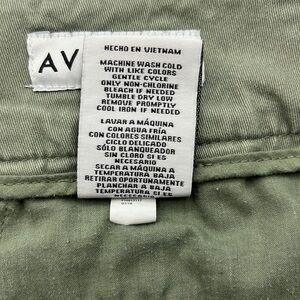 AV
HECHO EN VIETNAM
MACHINE WASH COLD
WITH LIKE COLORS
GENTLE CYCLE
ONLY NON-CHLORINE
BLEACH IF NEEDED
TUMBLE DRY LOW
REMOVE PROMPTLY
COOL IRON IF NEEDED
LAVAR A MÁQUINA
CON AGUA FRÍA
CON COLORES SIMILARES
CICLO DELICADO
SÓLO BLANQUEADOR
SIN CLORO SI ES
NECESARIO
SECAR A MÁQUINA A
TEMPERATURA BAJA
RETIRAR OPORTUNAMENTE
PLANCHAR A BAJA
TEMPERATURA SI ES
NECESARIO